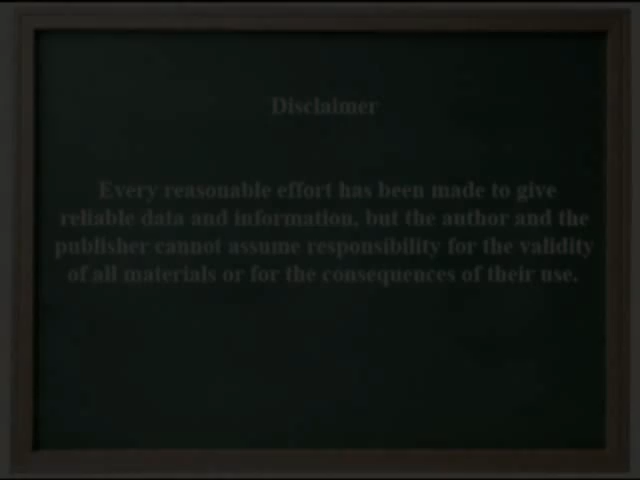 Disclaimer
Every reasonable effort has been made to give
reliable data and information, but the author and the
publisher cannot assume responsibility for the validity
of all materials or for the consequences of their use.